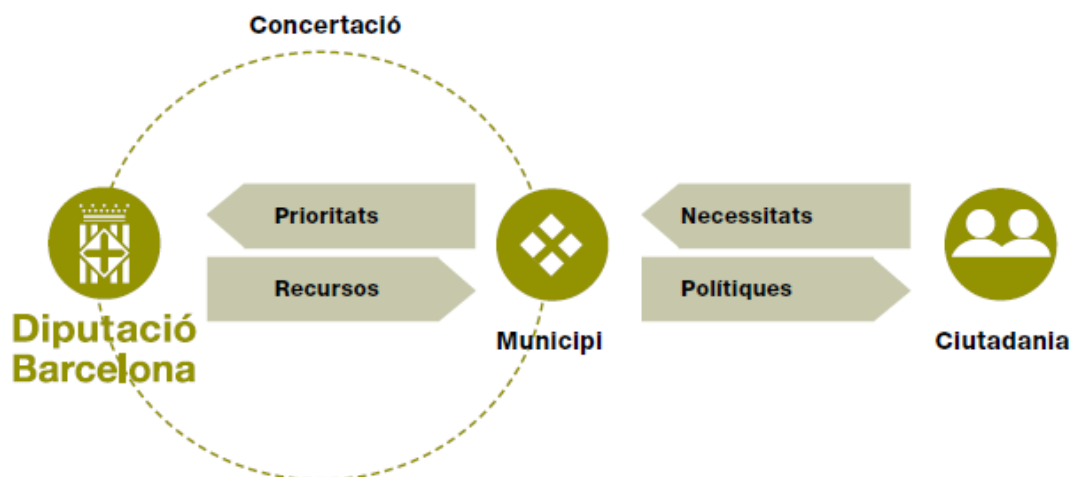 Concertació
Prioritats
Necessitats
Recursos
Polítiques
Diputació
Barcelona
Municipi
Ciutadania